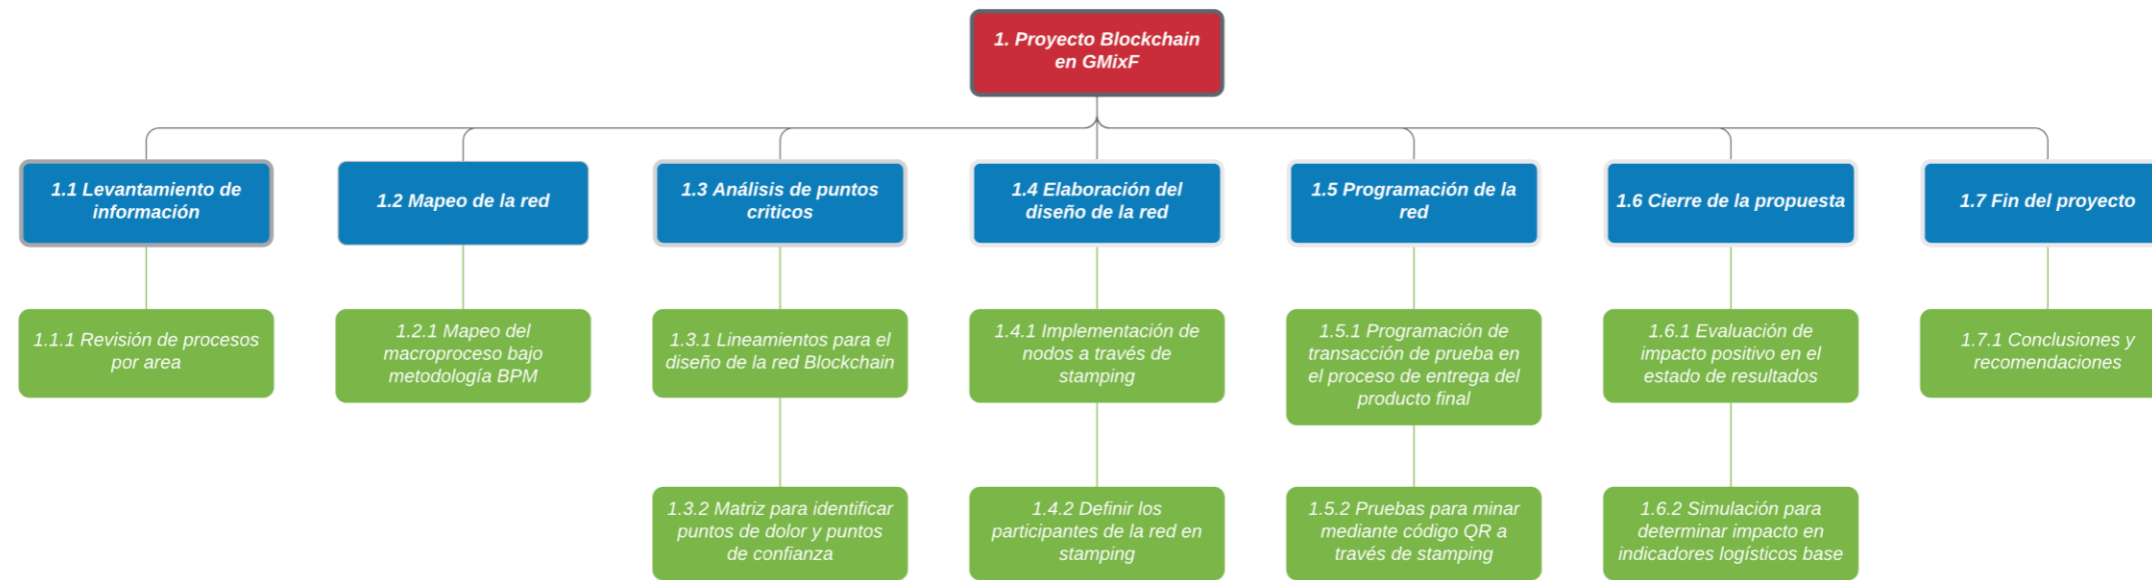 1. Proyecto Blockchain
en GMixF
1.1 Levantamiento de
información
1.2 Mapeo de la red
1.3 Análisis de puntos
criticos
1.4 Elaboración del
diseño de la red
1.5 Programación de la
red
1.6 Cierre de la propuesta
1.7 Fin del proyecto
1.1.1 Revisión de procesos
por area
1.2.1 Mapeo del
macroproceso bajo
metodología BPM
1.3.1 Lineamientos para el
diseño de la red Blockchain
1.4.1 Implementación de
nodos a través de
stamping
1.5.1 Programación de
transacción de prueba en
el proceso de entrega del
producto final
1.6.1 Evaluación de
impacto positivo en el
estado de resultados
1.7.1 Conclusiones y
recomendaciones
1.3.2 Matriz para identificar
puntos de dolor y puntos
de confianza
1.4.2 Definir los
participantes de la red en
stamping
1.5.2 Pruebas para minar
mediante código QR a
través de stamping
1.6.2 Simulación para
determinar impacto en
indicadores logísticos base